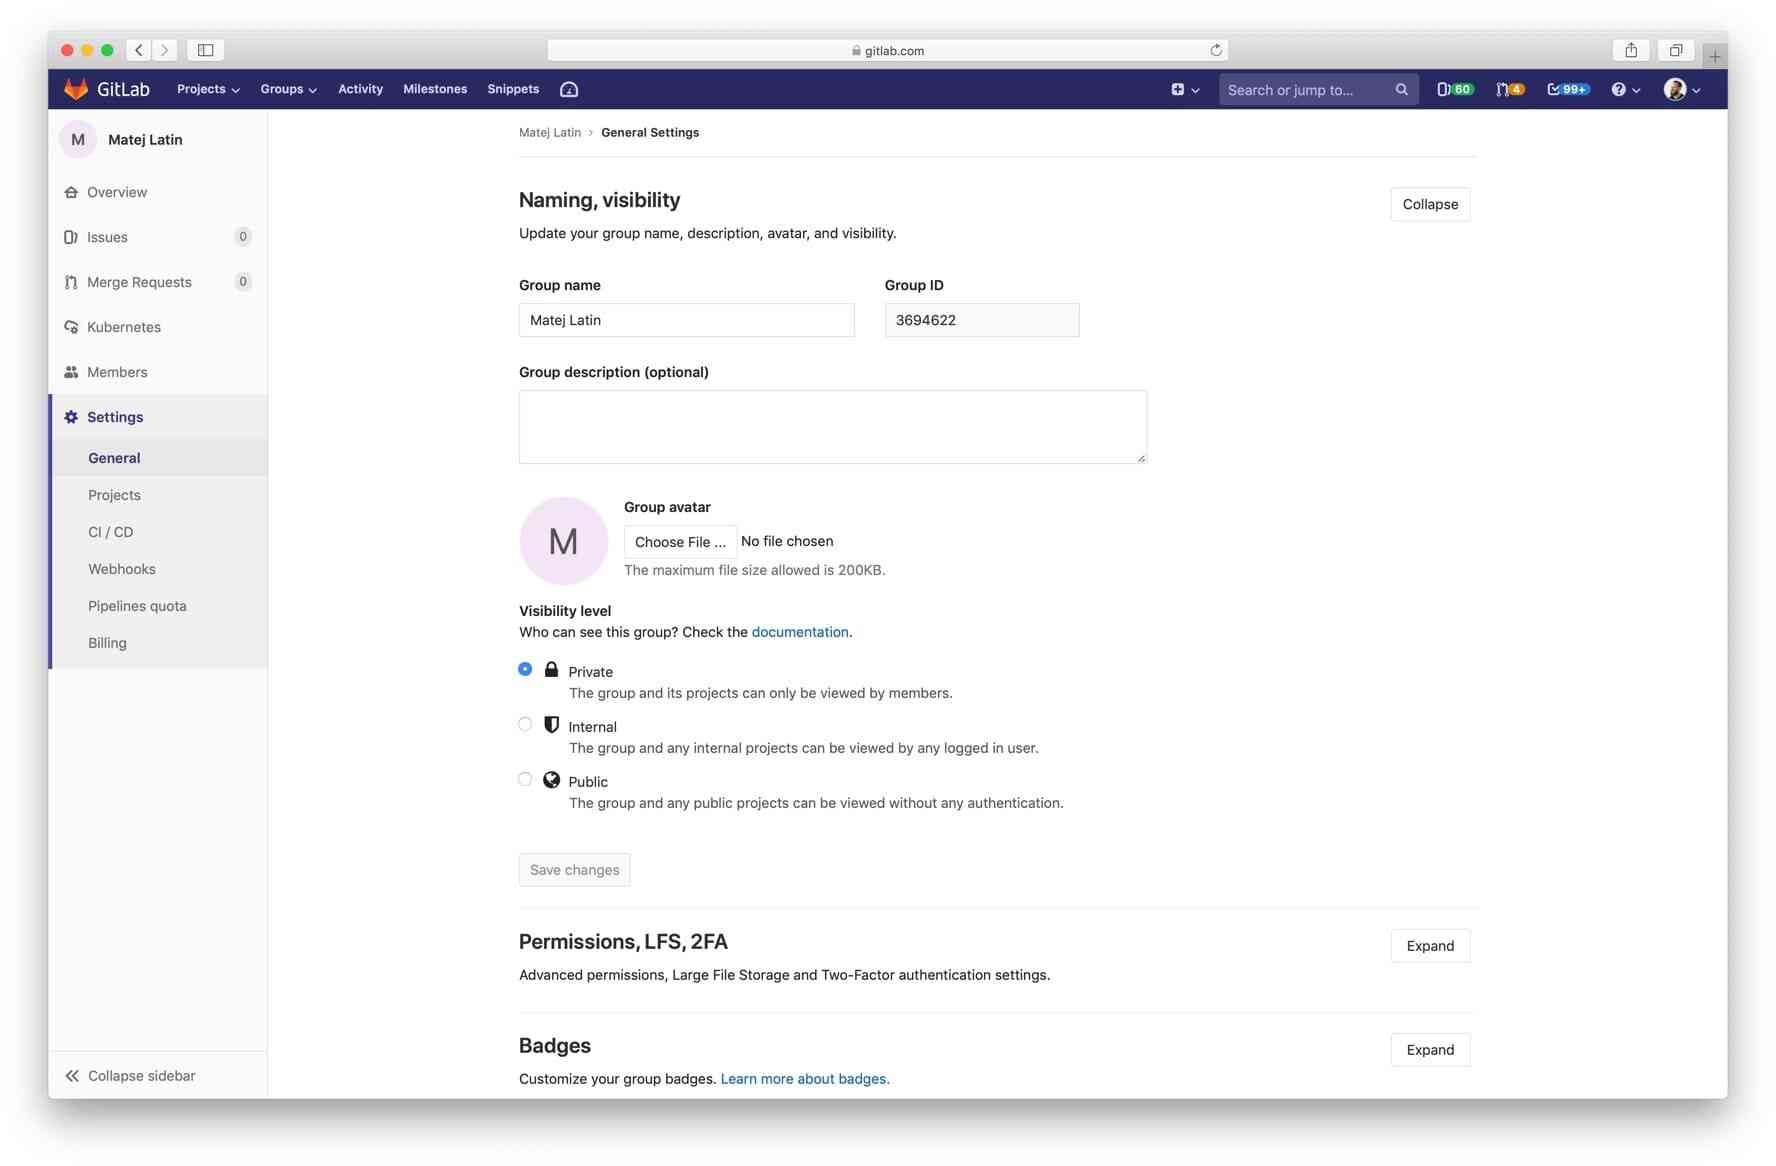 gitlab.com
GitLab Projects Groups Activity Milestones Snippets Search or jump to... 60 4 99+
M Matej Latin
Overview
Issues 0
Merge Requests 0
Kubernetes
Members
Settings
General
Projects
CI / CD
Webhooks
Pipelines quota
Billing
Collapse sidebar
Matej Latin › General Settings
Naming, visibility
Collapse
Update your group name, description, avatar, and visibility.
Group name Group ID
Matej Latin 3694622
Group description (optional)
M
Group avatar
Choose File ... No file chosen
The maximum file size allowed is 200KB.
Visibility level
Who can see this group? Check the documentation.
Private
The group and its projects can only be viewed by members.
Internal
The group and any internal projects can be viewed by any logged in user.
Public
The group and any public projects can be viewed without any authentication.
Save changes
Permissions, LFS, 2FA
Expand
Advanced permissions, Large File Storage and Two-Factor authentication settings.
Badges
Expand
Customize your group badges. Learn more about badges.